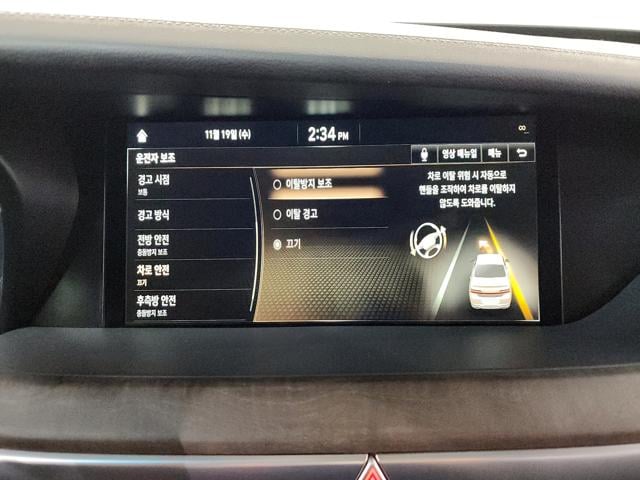 11월 19일 (수)
2:34 PM
운전자 보조
영상 매뉴얼
메뉴
경고 시점
보통
경고 방식
전방 안전
충돌방지 보조
차로 안전
끄기
후측방 안전
충돌방지 보조
이탈방지 보조
이탈 경고
끄기
차로 이탈 위험 시 자동으로
핸들을 조작하여 차로를 이탈하지
않도록 도와줍니다.